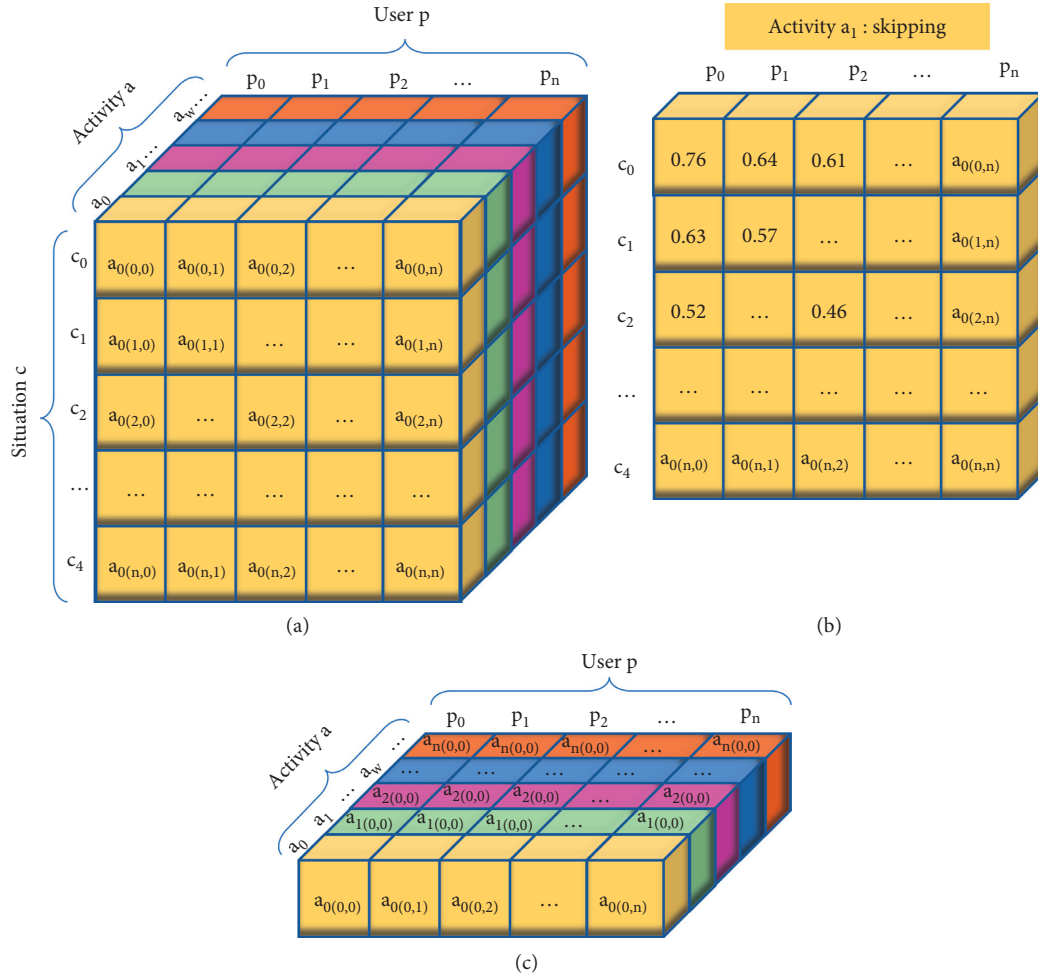 User p
p0 p1 p2 … pn
Activity a
a0 a1 … aw …
Situation c
c0 a0(0,0) a0(0,1) a0(0,2) … a0(0,n)
c1 a0(1,0) a0(1,1) … … a0(1,n)
c2 a0(2,0) … a0(2,2) … a0(2,n)
… … … … … …
c4 a0(n,0) a0(n,1) a0(n,2) … a0(n,n)
(a)
Activity a1 : skipping
p0 p1 p2 … pn
c0 0.76 0.64 0.61 … a0(0,n)
c1 0.63 0.57 … … a0(1,n)
c2 0.52 … 0.46 … a0(2,n)
… … … … … …
c4 a0(n,0) a0(n,1) a0(n,2) … a0(n,n)
(b)
User p
p0 p1 p2 … pn
Activity a
a0 a1 … aw …
an(0,0) an(0,0) an(0,0) … an(0,0)
… … … … …
a2(0,0) a2(0,0) a2(0,0) … a2(0,0)
a1(0,0) a1(0,0) a1(0,0) … a1(0,0)
a0(0,0) a0(0,1) a0(0,2) … a0(0,n)
(c)